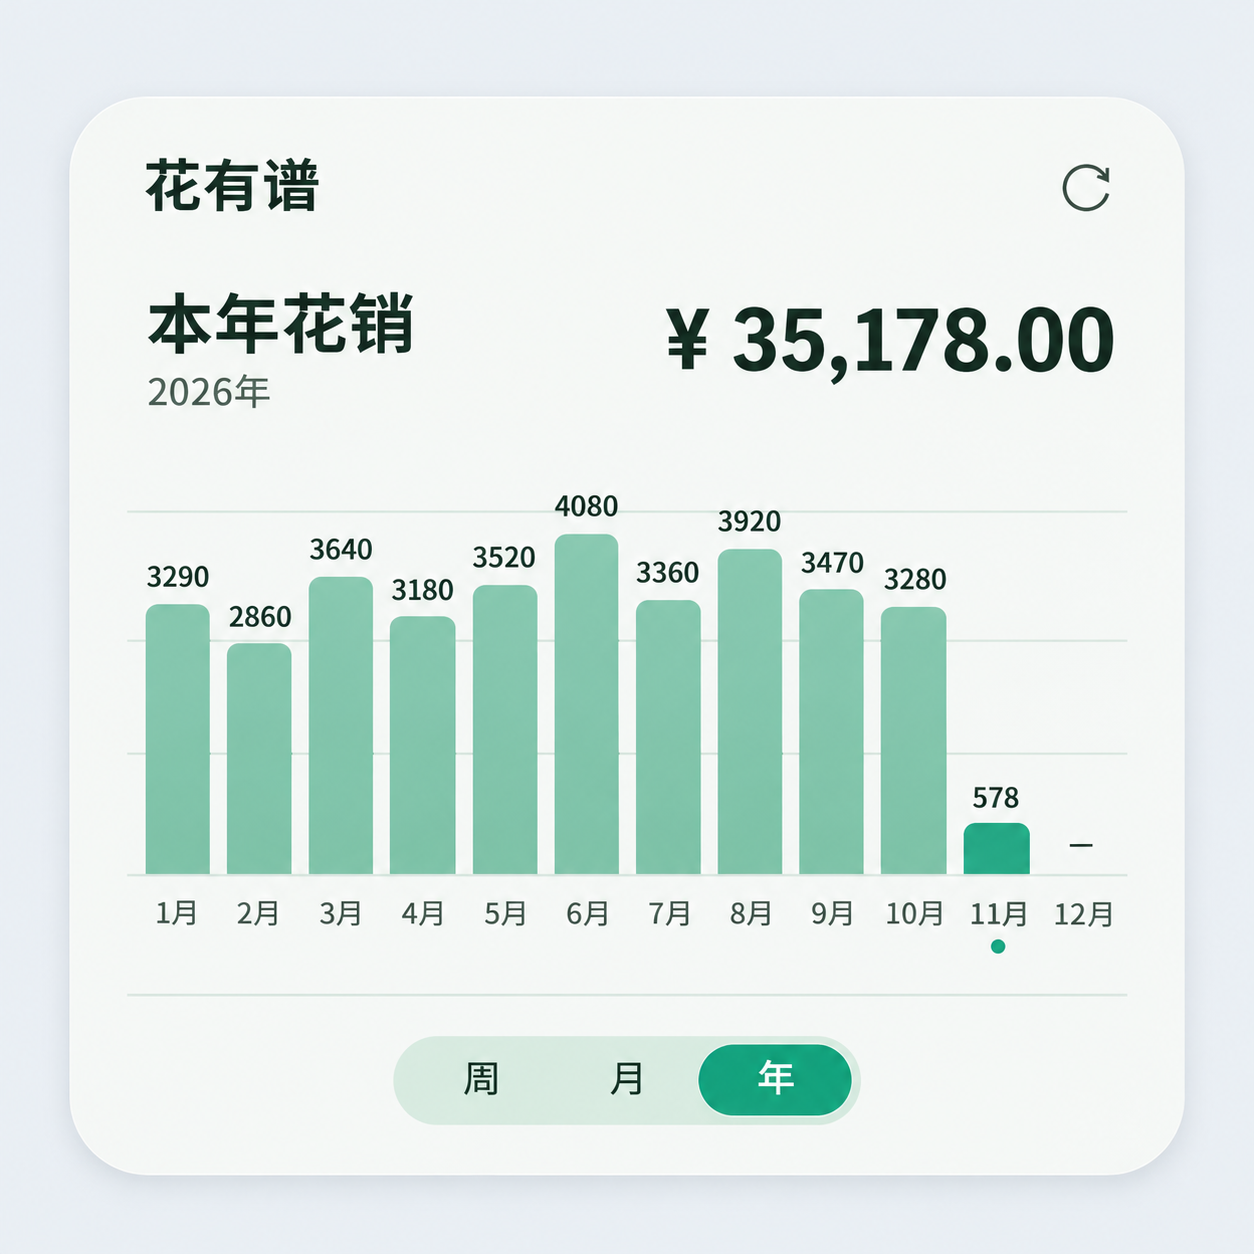 花有谱
本年花销
¥ 35,178.00
2026年
3290
2860
3640
3180
3520
4080
3360
3920
3470
3280
578
–
1月
2月
3月
4月
5月
6月
7月
8月
9月
10月
11月
12月
周
月
年